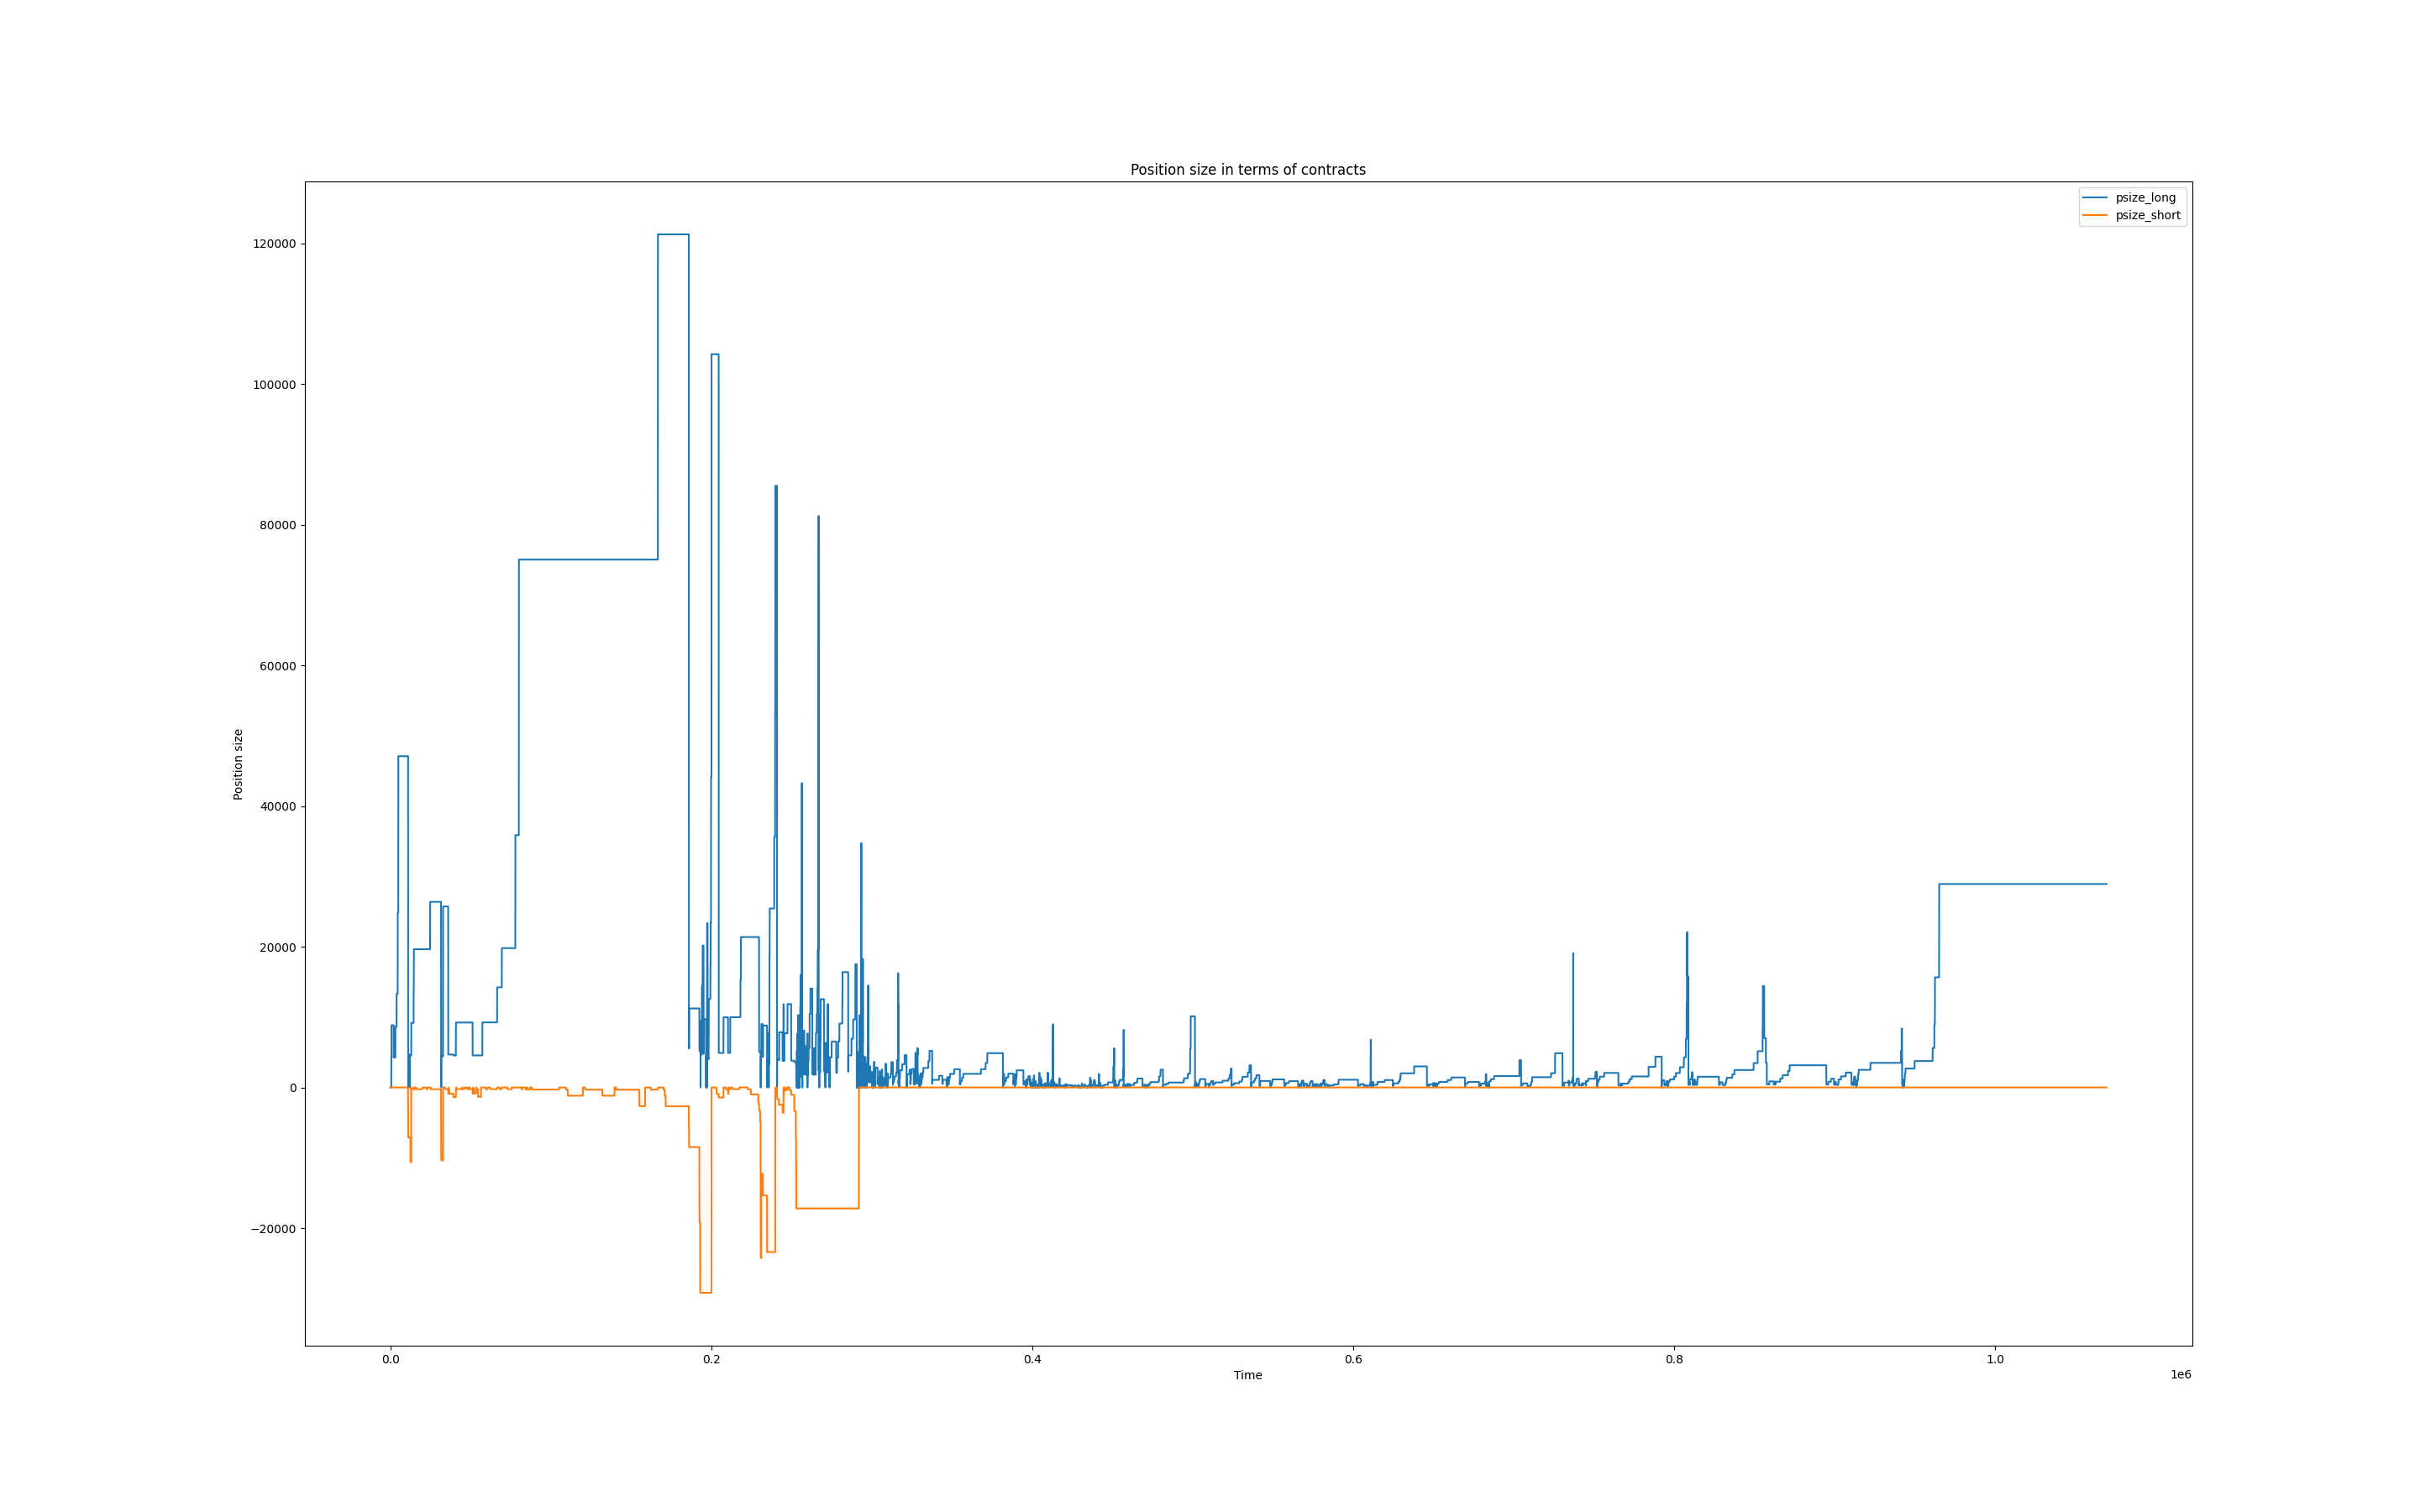 Position size in terms of contracts
psize_long
psize_short
120000
100000
80000
60000
40000
20000
0
−20000
Position size
0.0 0.2 0.4 0.6 0.8 1.0
Time
1e6